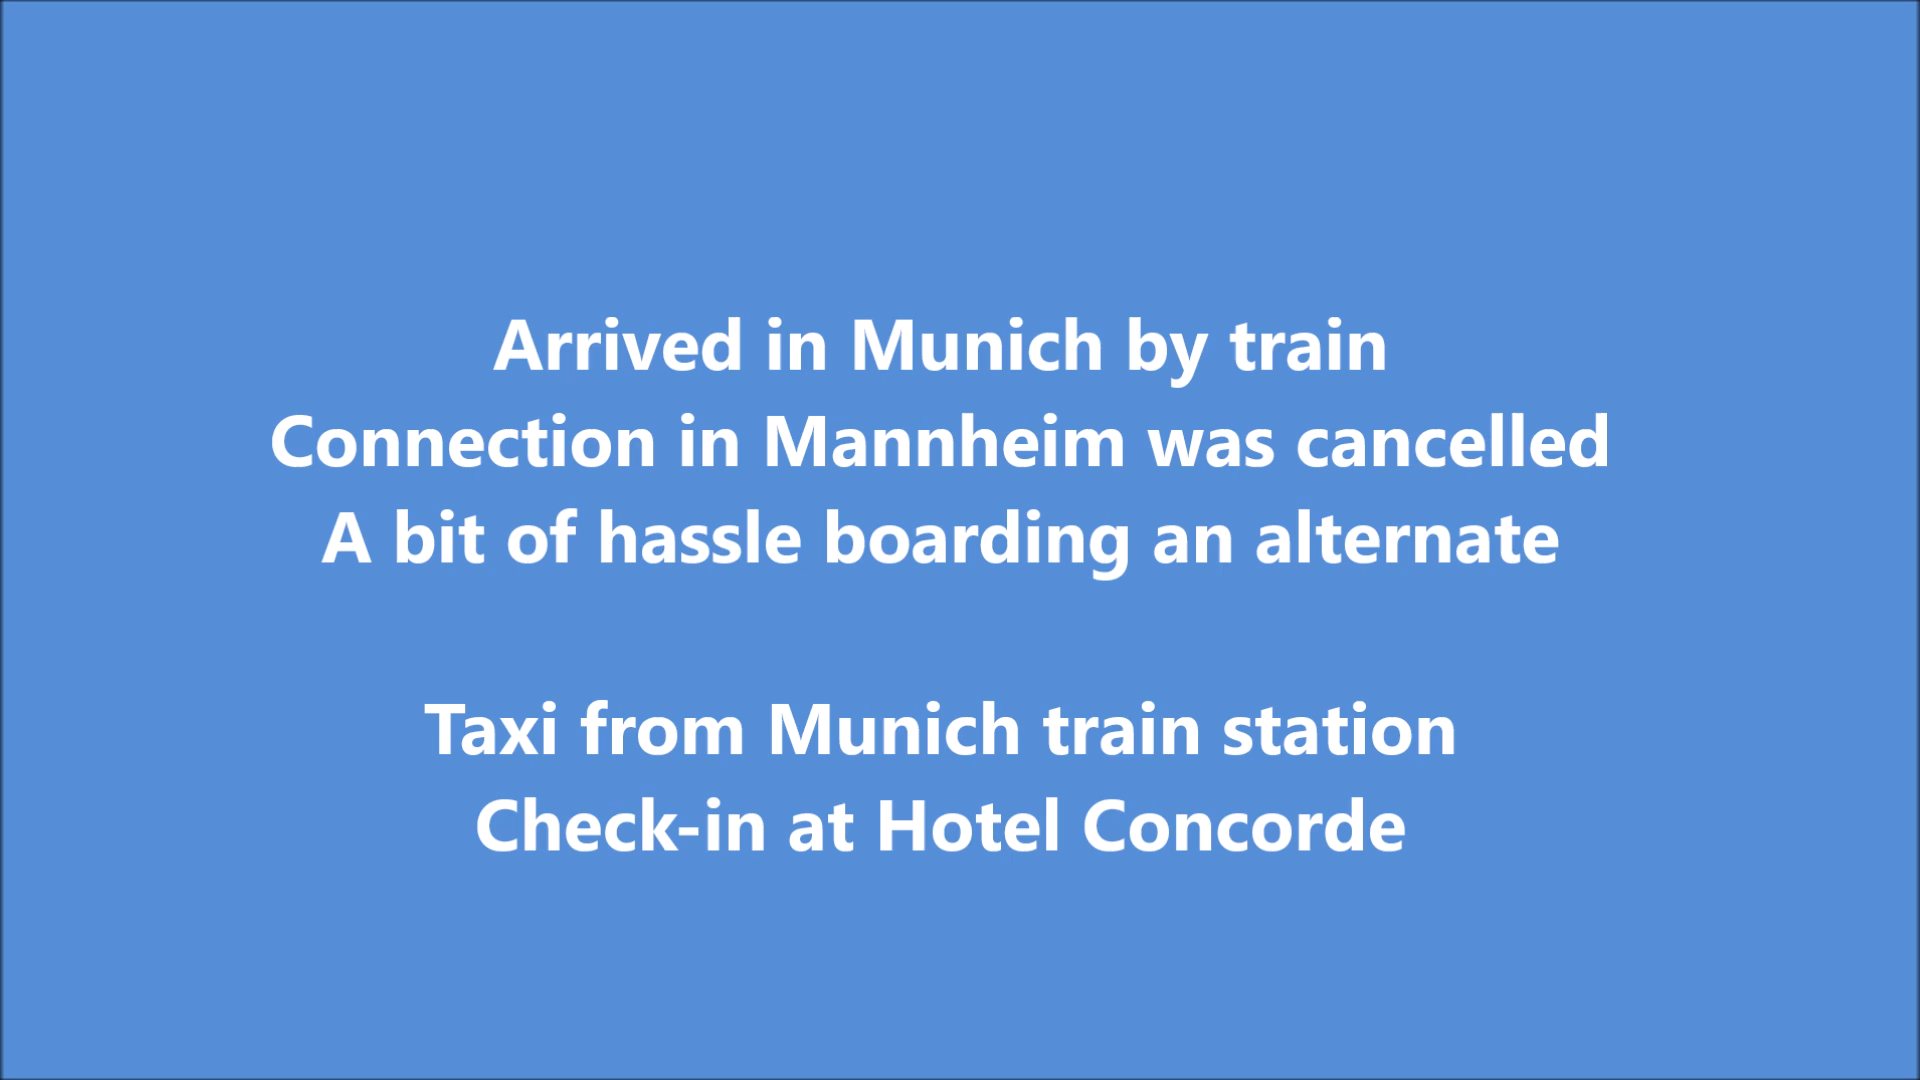 Arrived in Munich by train
Connection in Mannheim was cancelled
A bit of hassle boarding an alternate
Taxi from Munich train station
Check-in at Hotel Concorde